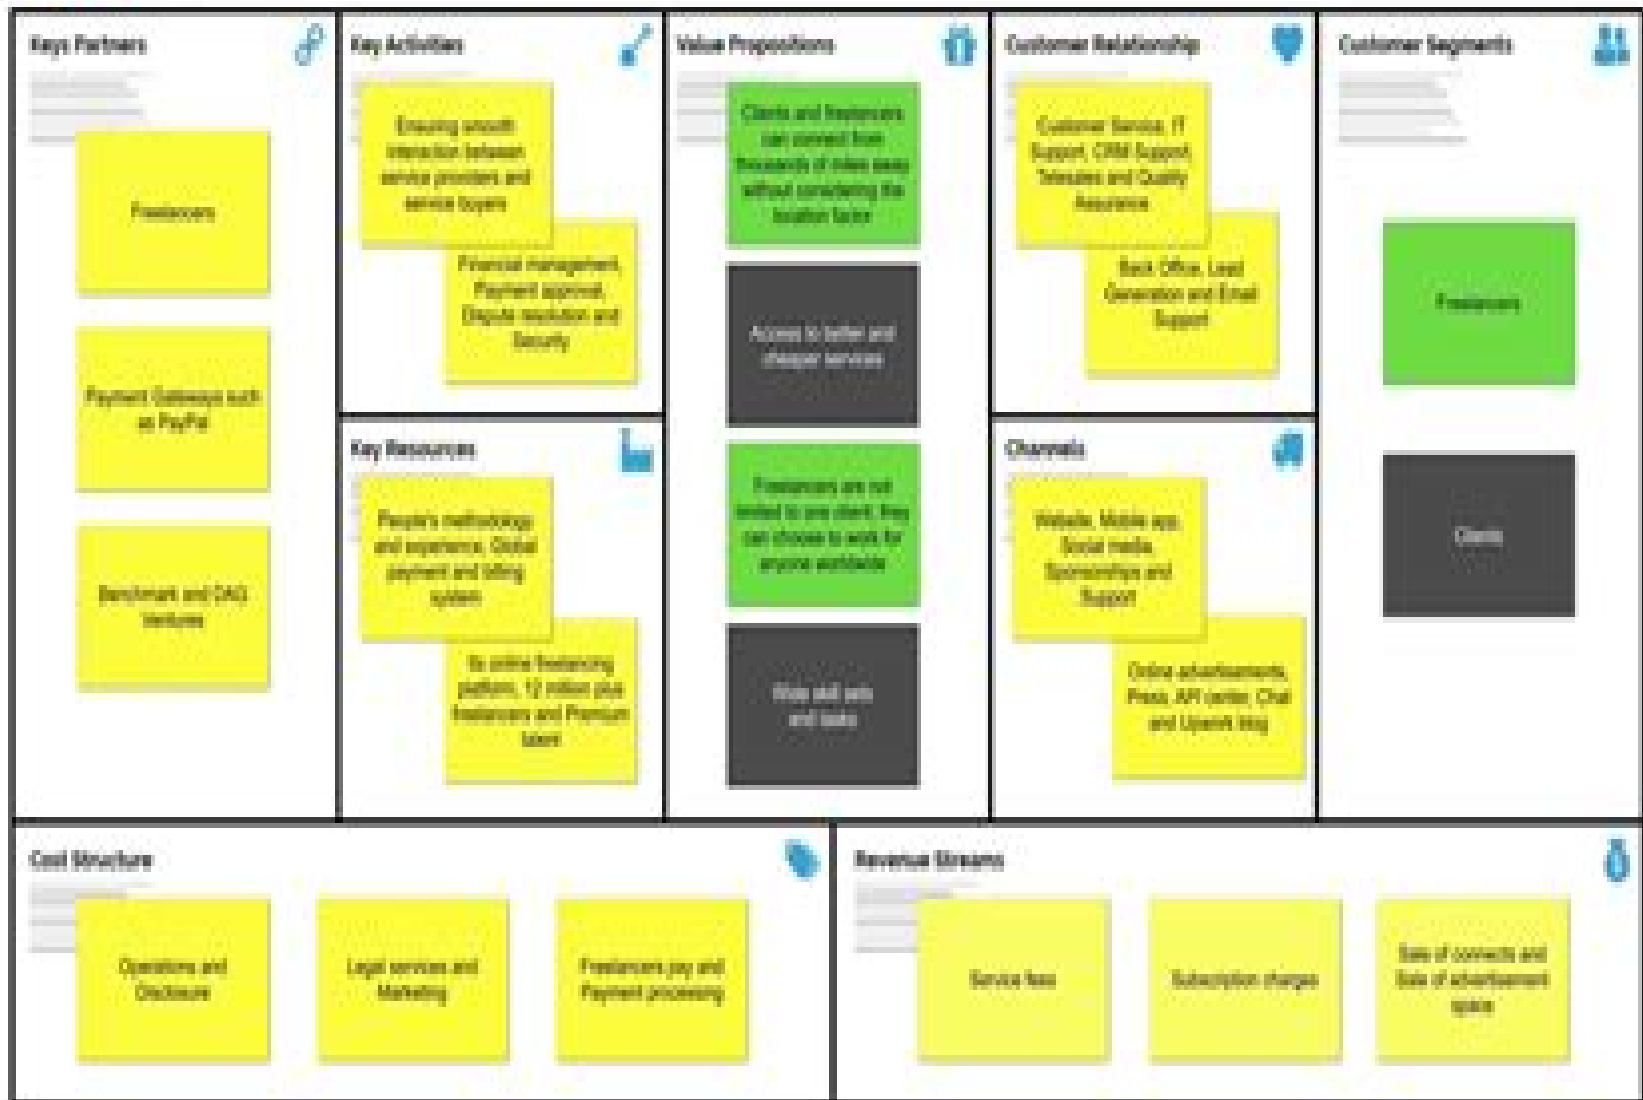 Keys Partners
Freelancers
Payment Gateways such
as PayPal
Benchmark and DAG
Ventures
Key Activities
Ensuring smooth
interaction between
service providers and
service buyers
Financial management,
Payment approval,
Dispute resolution and
Security
Key Resources
People's methodology
and experience, Global
payment and billing
system
Its online freelancing
platform, 12 million plus
freelancers and Premium
talent
Value Propositions
Clients and freelancers
can connect from
thousands of miles away
without considering the
location factor
Access to better and
cheaper services
Freelancers are not
limited to one client, they
can choose to work for
anyone worldwide
Wide skill sets
and tasks
Customer Relationship
Customer Service, IT
Support, CRM Support,
Telesales and Quality
Assurance
Back Office, Lead
Generation and Email
Support
Channels
Website, Mobile app,
Social media,
Sponsorships and
Support
Online advertisements,
Press, API center, Chat
and Upwork blog
Customer Segments
Freelancers
Clients
Cost Structure
Operations and
Disclosure
Legal services and
Marketing
Freelancers pay and
Payment processing
Revenue Streams
Service fees
Subscription charges
Sale of connects and
Sale of advertisement
space